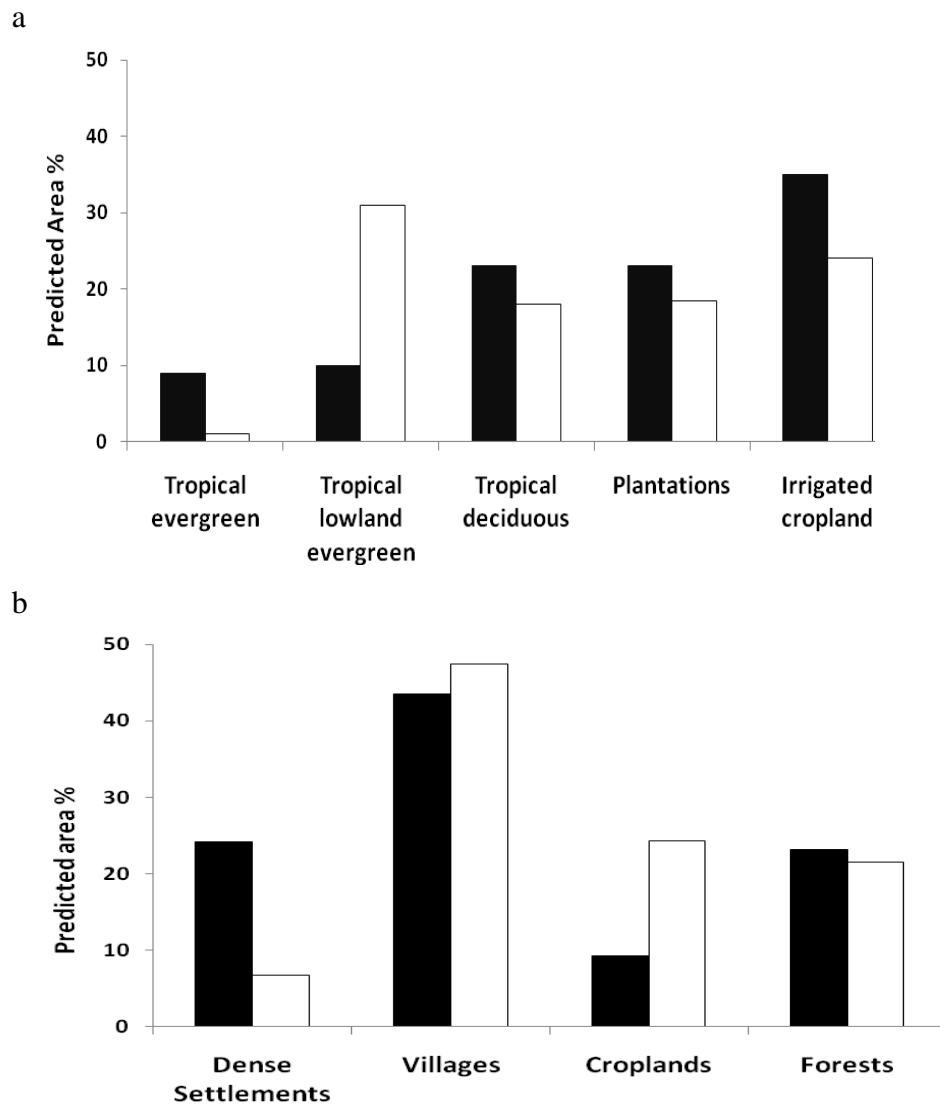 a
50
40
30
20
10
0
Predicted Area %
Tropical evergreen
Tropical lowland evergreen
Tropical deciduous
Plantations
Irrigated cropland
b
50
40
30
20
10
0
Predicted area %
Dense Settlements
Villages
Croplands
Forests